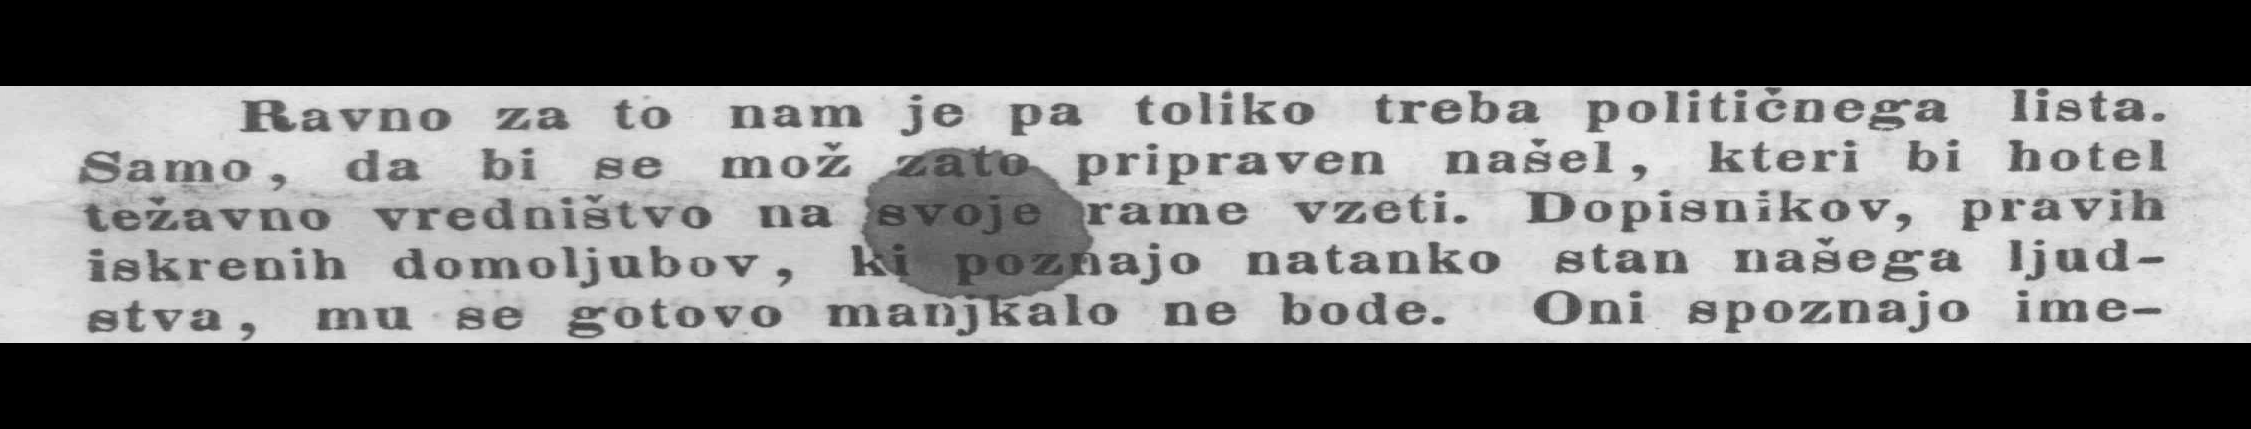 Ravno za to nam je pa toliko treba političnega lista.
Samo, da bi se mož zato pripraven našel, kteri bi hotel
težavno vredništvo na svoje rame vzeti. Dopisnikov, pravih
iskrenih domoljubov, ki poznajo natanko stan našega ljud-
stva, mu se gotovo manjkalo ne bode. Oni spoznajo ime-